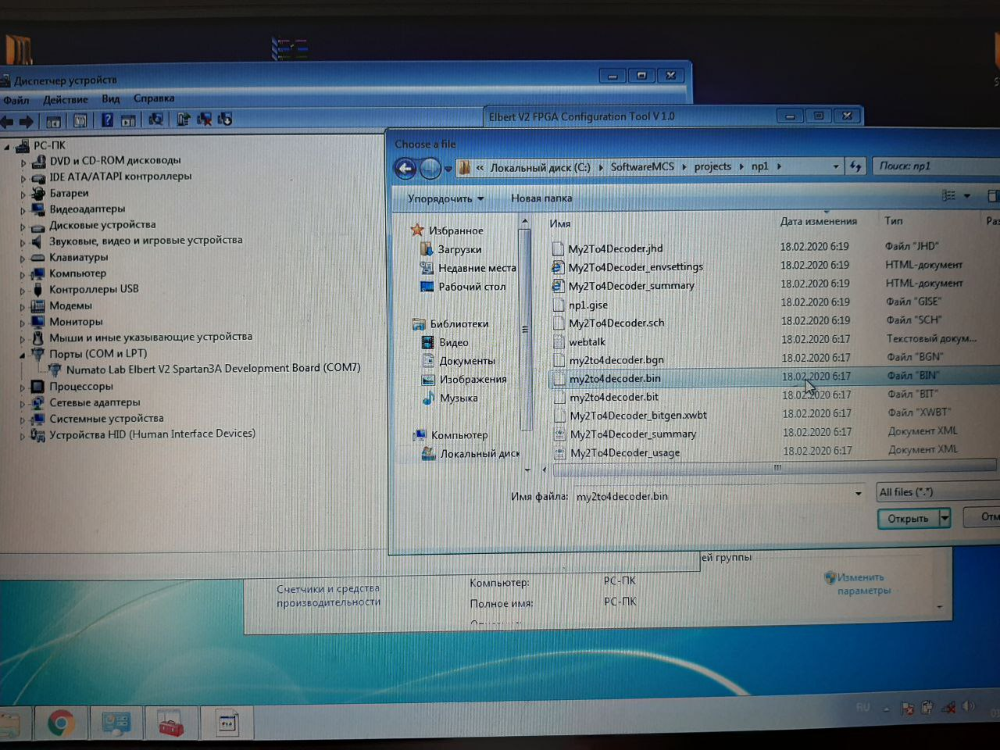 Диспетчер устройств
Файл Действие Вид Справка
РС-ПК
DVD и CD-ROM дисководы
IDE ATA/ATAPI контроллеры
Батареи
Видеоадаптеры
Дисковые устройства
Звуковые, видео и игровые устройства
Клавиатуры
Компьютер
Контроллеры USB
Модемы
Мониторы
Мыши и иные указывающие устройства
Порты (COM и LPT)
Numato Lab Elbert V2 Spartan3A Development Board (COM7)
Процессоры
Сетевые адаптеры
Системные устройства
Устройства HID (Human Interface Devices)
Elbert V2 FPGA Configuration Tool V 1.0
Choose a file
« Локальный диск (C:) SoftwareMCS projects np1
Поиск: np1
Упорядочить Новая папка
Избранное
Загрузки
Недавние места
Рабочий стол
Библиотеки
Видео
Документы
Изображения
Музыка
Компьютер
Локальный диск
Имя Дата изменения Тип Раз
My2To4Decoder.jhd 18.02.2020 6:19 Файл "JHD"
My2To4Decoder_envsettings 18.02.2020 6:19 HTML-документ
My2To4Decoder_summary 18.02.2020 6:19 HTML-документ
np1.gise 18.02.2020 6:19 Файл "GISE"
My2To4Decoder.sch 18.02.2020 6:19 Файл "SCH"
webtalk 18.02.2020 6:17 Текстовый докум...
my2to4decoder.bgn 18.02.2020 6:17 Файл "BGN"
my2to4decoder.bin 18.02.2020 6:17 Файл "BIN"
my2to4decoder.bit 18.02.2020 6:17 Файл "BIT"
My2To4Decoder_bitgen.xwbt 18.02.2020 6:17 Файл "XWBT"
My2To4Decoder_summary 18.02.2020 6:17 Документ XML
My2To4Decoder_usage 18.02.2020 6:17 Документ XML
Имя файла: my2to4decoder.bin
All files (*.*)
Открыть Отм
ей группы
Счетчики и средства
производительности
Компьютер: РС-ПК
Полное имя: РС-ПК
Изменить
параметры
RU